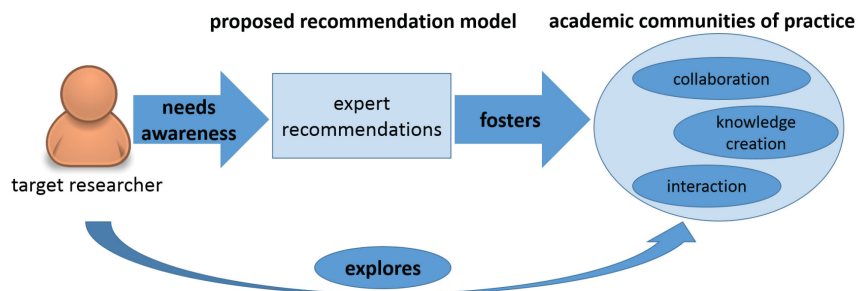 proposed recommendation model
academic communities of practice
needs
awareness
expert
recommendations
fosters
collaboration
knowledge
creation
interaction
target researcher
explores